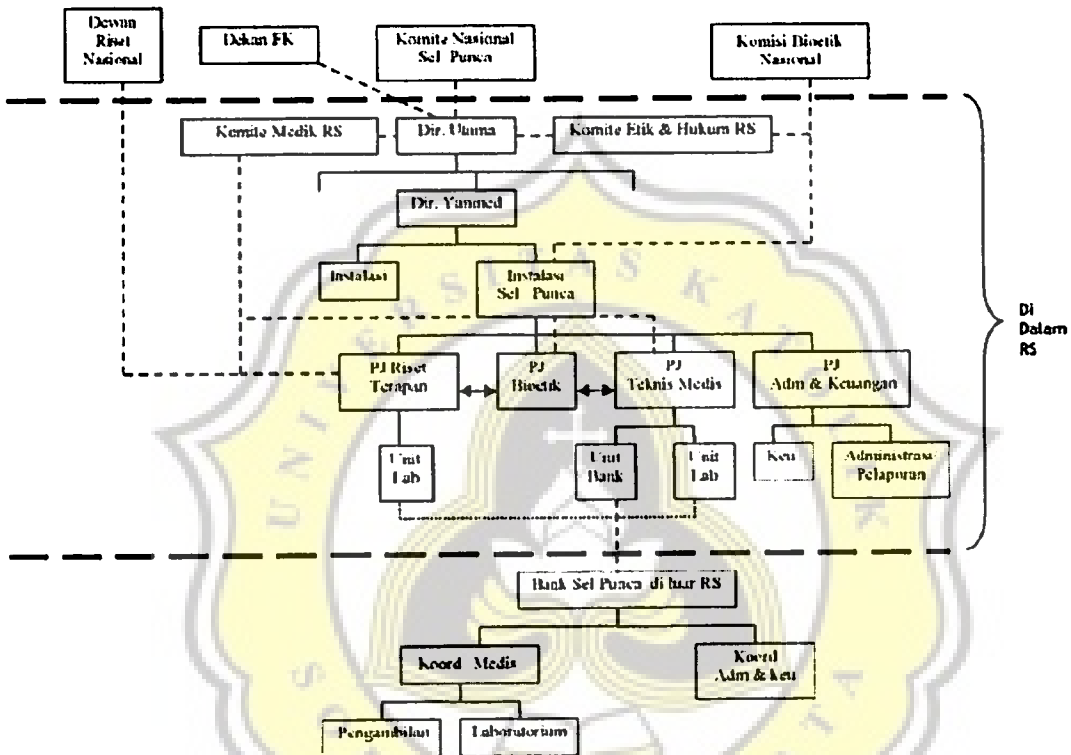 Dewan
Riset
Nasional
Dekan FK
Komite Nasional
Sel Punca
Komisi Bioetik
Nasional
Komite Medik RS
Dir. Utama
Komite Etik & Hukum RS
Dir. Yanmed
Instalasi
Instalasi
Sel Punca
Di
Dalam
RS
PJ Riset
Terapan
PJ
Bioetik
PJ
Teknis Medis
PJ
Adm & Keuangan
Unit
Lab
Unit
Bank
Unit
Lab
Keu
Administrasi
Pelaporan
Bank Sel Punca di luar RS
Koord Medis
Koord
Adm & keu
Pengambilan
Laboratorium
UNIVERSITAS KATOLIK